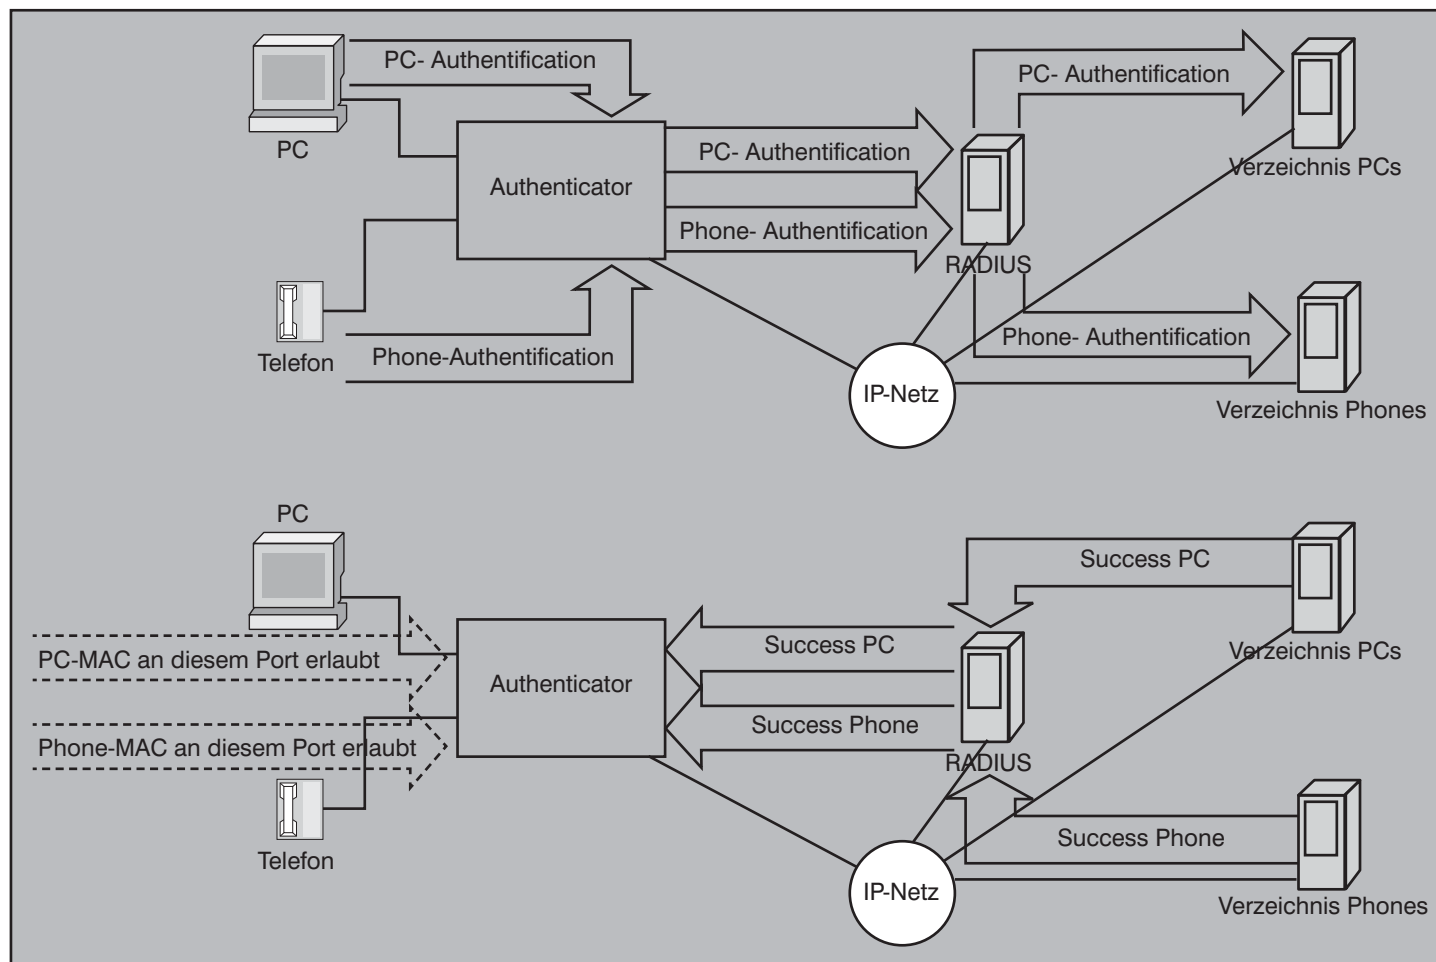 PC- Authentification
PC- Authentification
PC
PC- Authentification
Verzeichnis PCs
Authenticator
Phone- Authentification
RADIUS
Phone- Authentification
Telefon
Phone-Authentification
IP-Netz
Verzeichnis Phones
PC
Success PC
Success PC
Verzeichnis PCs
PC-MAC an diesem Port erlaubt
Authenticator
Success Phone
Phone-MAC an diesem Port erlaubt
RADIUS
Success Phone
Telefon
IP-Netz
Verzeichnis Phones